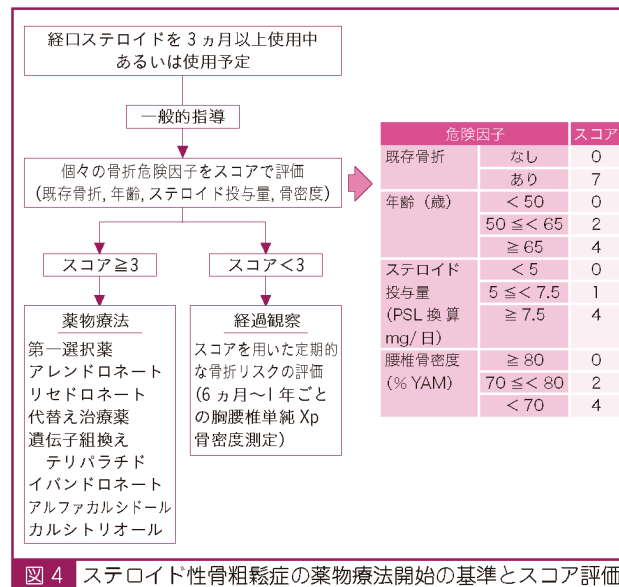 経口ステロイドを 3 ヵ月以上使用中
あるいは使用予定
一般的指導
個々の骨折危険因子をスコアで評価
(既存骨折, 年齢, ステロイド投与量, 骨密度)
スコア≧3
スコア<3
薬物療法
第一選択薬
アレンドロネート
リセドロネート
代替え治療薬
遺伝子組換え
テリパラチド
イバンドロネート
アルファカルシドール
カルシトリオール
経過観察
スコアを用いた定期的
な骨折リスクの評価
(6 ヵ月〜1 年ごと
の胸腰椎単純 Xp
骨密度測定)
危険因子 スコア
既存骨折 なし 0
あり 7
年齢(歳) < 50 0
50 ≦< 65 2
≧ 65 4
ステロイド < 5 0
投与量 5 ≦< 7.5 1
(PSL 換算 ≧ 7.5 4
mg/ 日)
腰椎骨密度 ≧ 80 0
(% YAM) 70 ≦< 80 2
< 70 4
図 4 ステロイド性骨粗鬆症の薬物療法開始の基準とスコア評価